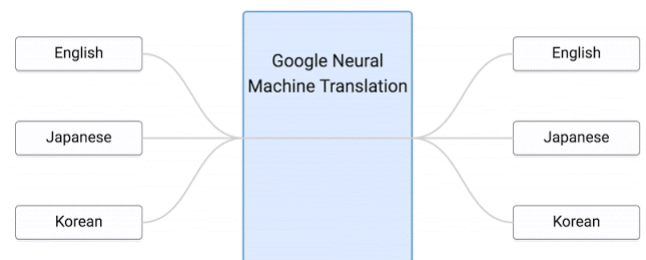 English
Japanese
Korean
Google Neural
Machine Translation
English
Japanese
Korean